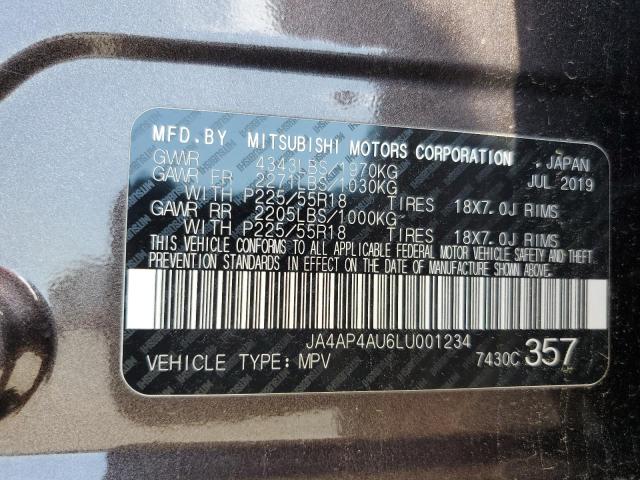 MFD.BY MITSUBISHI MOTORS CORPORATION JAPAN
GVWR 4343LBS/1970KG JUL 2019
GAWR FR 2271LBS/1030KG
WITH P225/55R18 TIRES 18X7.0J RIMS
GAWR RR 2205LBS/1000KG
WITH P225/55R18 TIRES 18X7.0J RIMS
THIS VEHICLE CONFORMS TO ALL APPLICABLE FEDERAL MOTOR VEHICLE SAFETY AND THEFT
PREVENTION STANDARDS IN EFFECT ON THE DATE OF MANUFACTURE SHOWN ABOVE.
JA4AP4AU6LU001234
VEHICLE TYPE: MPV 7430C 357